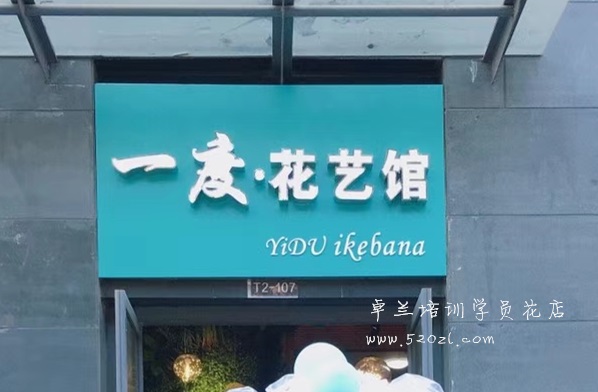 一度·花艺馆
YiDU ikebana
T2-107
卓兰培训学员花店
www.520zl.com